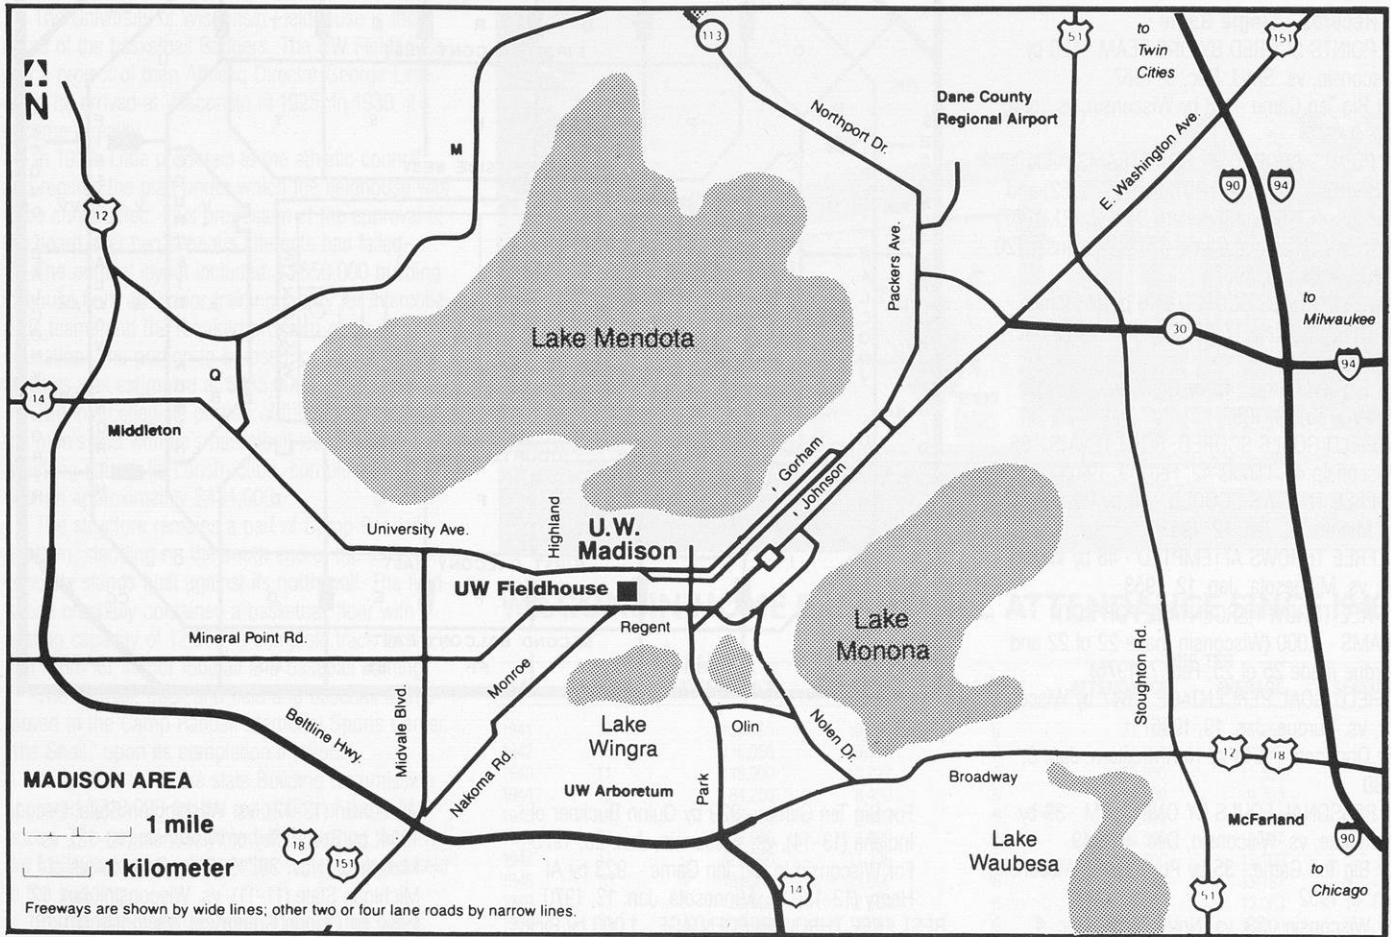 N
113
51
to
Twin
Cities
151
Dane County
Regional Airport
Northport Dr.
E. Washington Ave.
M
12
90
94
Packers Ave.
to
Milwaukee
Lake Mendota
30
94
Q
14
Middleton
Gorham
Johnson
University Ave.
Highland
U.W.
Madison
UW Fieldhouse
Regent
Lake
Monona
Mineral Point Rd.
Monroe
Stoughton Rd.
Lake
Wingra
Olin
Nolen Dr.
Beltline Hwy.
Midvale Blvd.
Nakoma Rd.
Park
UW Arboretum
Broadway
12
18
MADISON AREA
1 mile
1 kilometer
18
151
Lake
Waubesa
McFarland
90
to
Chicago
14
51
Freeways are shown by wide lines; other two or four lane roads by narrow lines.